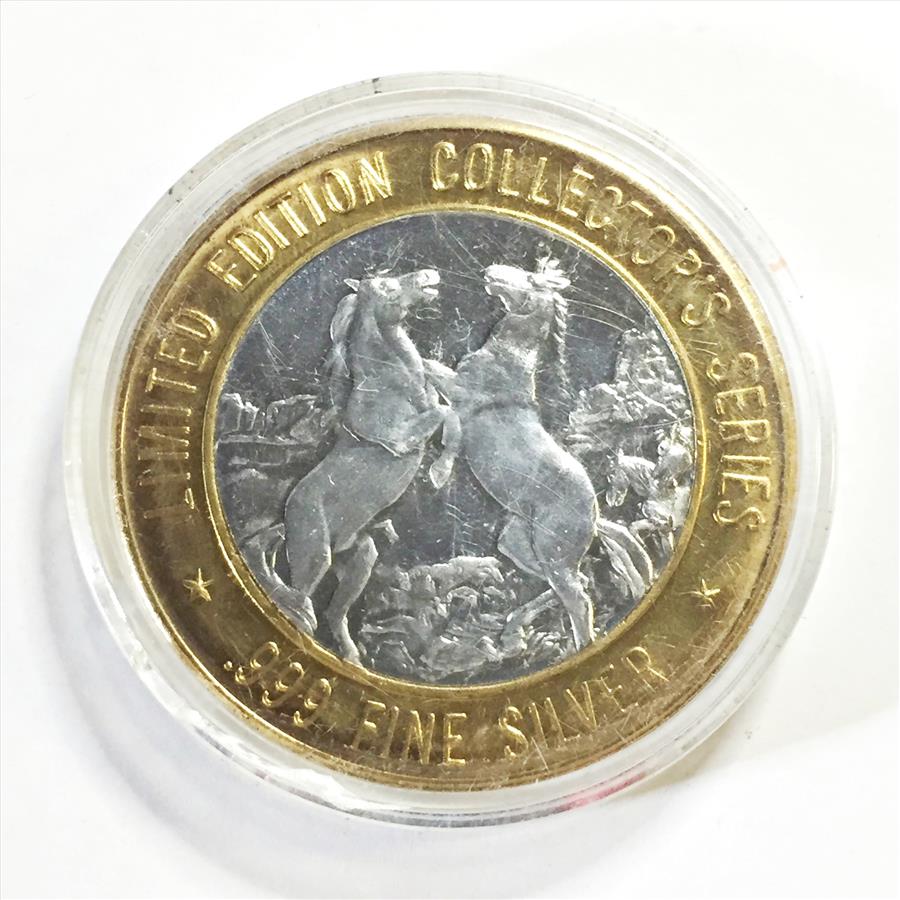 LIMITED EDITION COLLECTOR'S SERIES
.999 FINE SILVER